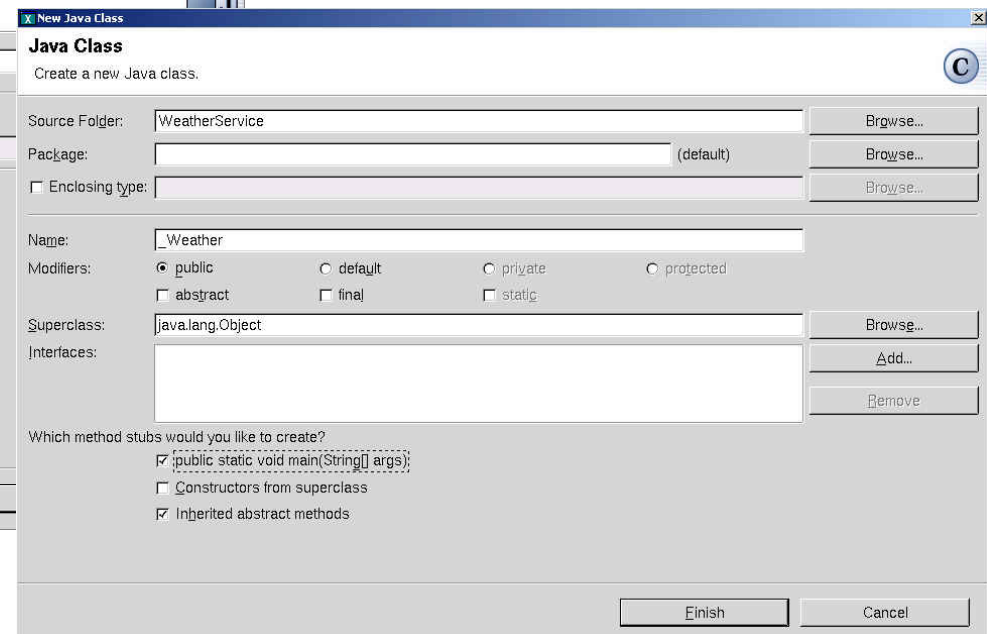 X New Java Class
Java Class
Create a new Java class.
C
Source Folder: WeatherService Browse...
Package: (default) Browse...
Enclosing type: Browse...
Name: _Weather
Modifiers: public default private protected
abstract final static
Superclass: java.lang.Object Browse...
Interfaces: Add...
Remove
Which method stubs would you like to create?
public static void main(String[] args)
Constructors from superclass
Inherited abstract methods
Finish Cancel